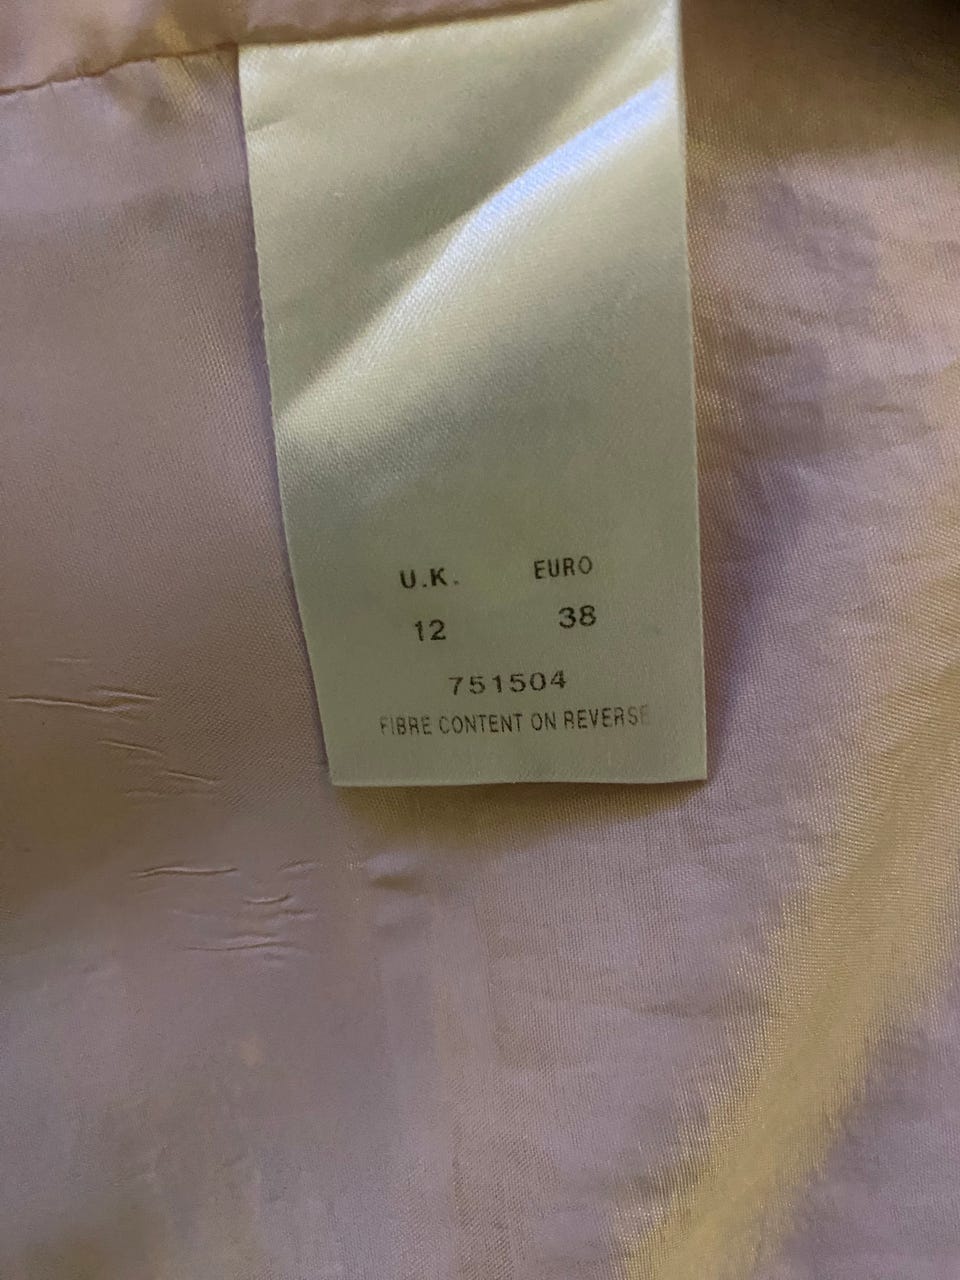 U.K. EURO
12 38
751504
FIBRE CONTENT ON REVERSE